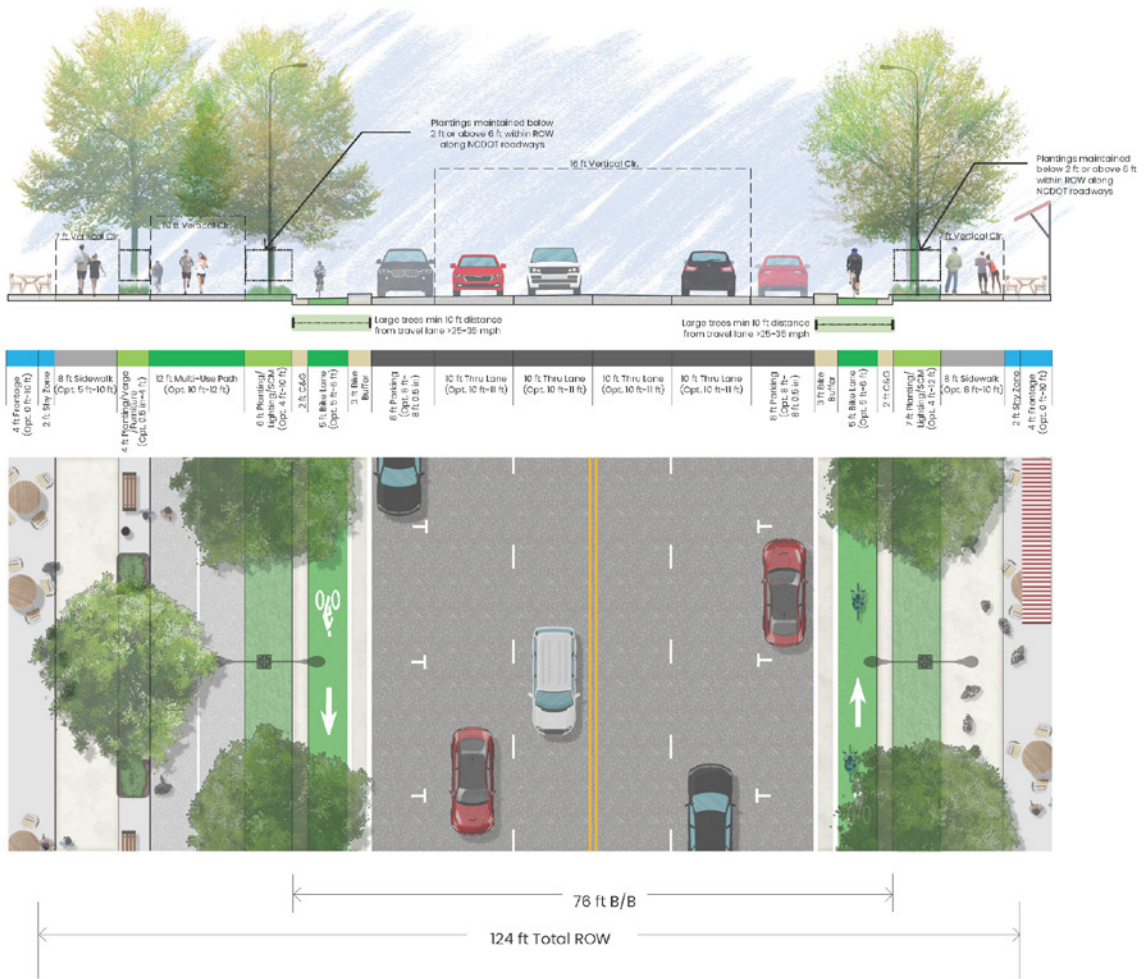 Plantings maintained below
2 ft or above 6 ft within ROW
along NCDOT roadways
16 ft Vertical Clr.
Plantings maintained
below 2 ft or above 6 ft
within ROW along
NCDOT roadways
7 ft Vertical Clr.
10 ft Vertical Clr.
7 ft Vertical Clr.
Large trees min 10 ft distance
from travel lane >25-35 mph
Large trees min 10 ft distance
from travel lane >25-35 mph
4 ft Frontage
(Opt. 0 ft-10 ft)
2 ft Shy Zone
8 ft Sidewalk
(Opt. 5 ft-10 ft)
4 ft Planting/Verge
/Furniture
(Opt. 0.5 in-4 ft)
12 ft Multi-Use Path
(Opt. 10 ft-12 ft)
6 ft Planting/
Lighting/SCM
(Opt. 4 ft-10 ft)
2 ft C&G
5 ft Bike Lane
(Opt. 5 ft-6 ft)
3 ft Bike
Buffer
8 ft Parking
(Opt. 8 ft-
8 ft 0.5 in)
10 ft Thru Lane
(Opt. 10 ft-11 ft)
10 ft Thru Lane
(Opt. 10 ft-11 ft)
10 ft Thru Lane
(Opt. 10 ft-11 ft)
10 ft Thru Lane
(Opt. 10 ft-11 ft)
8 ft Parking
(Opt. 8 ft-
8 ft 0.5 in)
3 ft Bike
Buffer
5 ft Bike Lane
(Opt. 5 ft-6 ft)
2 ft C&G
7 ft Planting/
Lighting/SCM
(Opt. 4 ft-12 ft)
8 ft Sidewalk
(Opt. 8 ft-10 ft)
2 ft Shy Zone
4 ft Frontage
(Opt. 0 ft-10 ft)
76 ft B/B
124 ft Total ROW